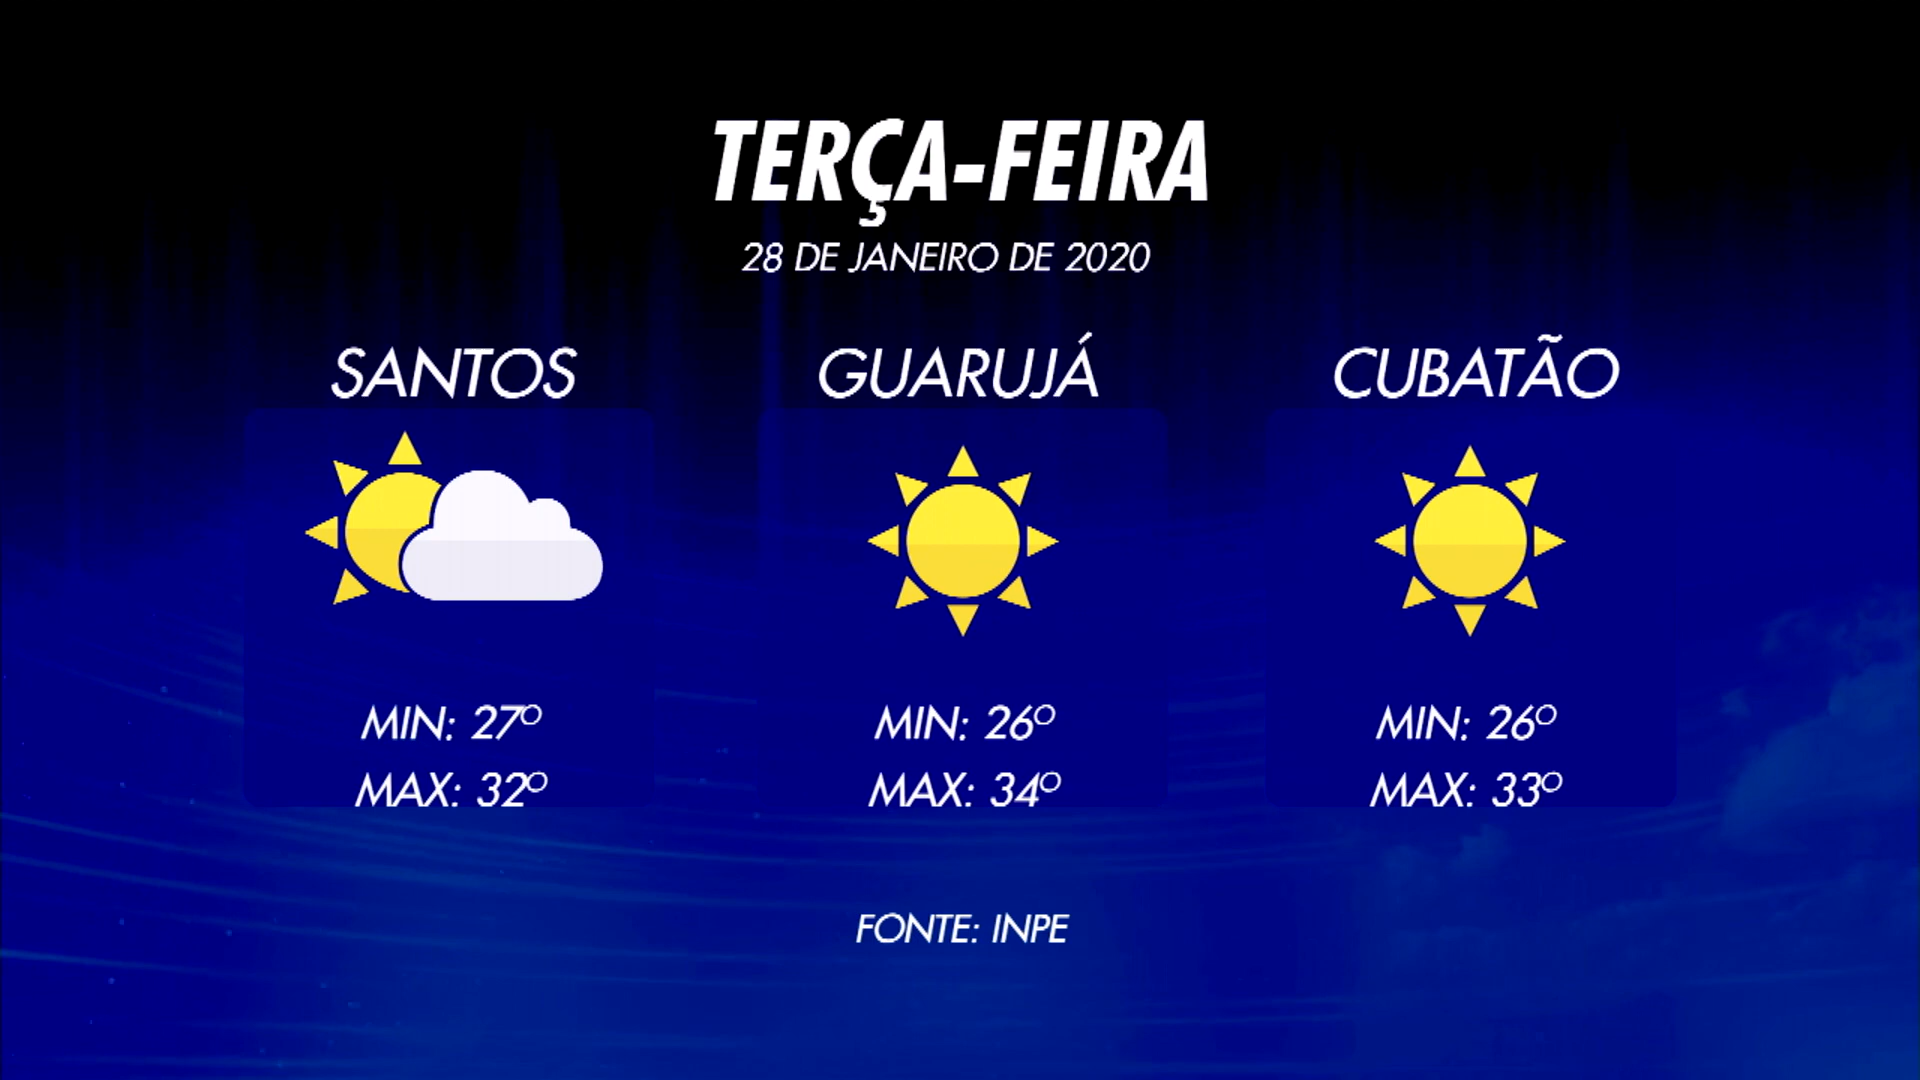 TERÇA-FEIRA
28 DE JANEIRO DE 2020
SANTOS
GUARUJÁ
CUBATÃO
MIN: 27º
MAX: 32º
MIN: 26º
MAX: 34º
MIN: 26º
MAX: 33º
FONTE: INPE